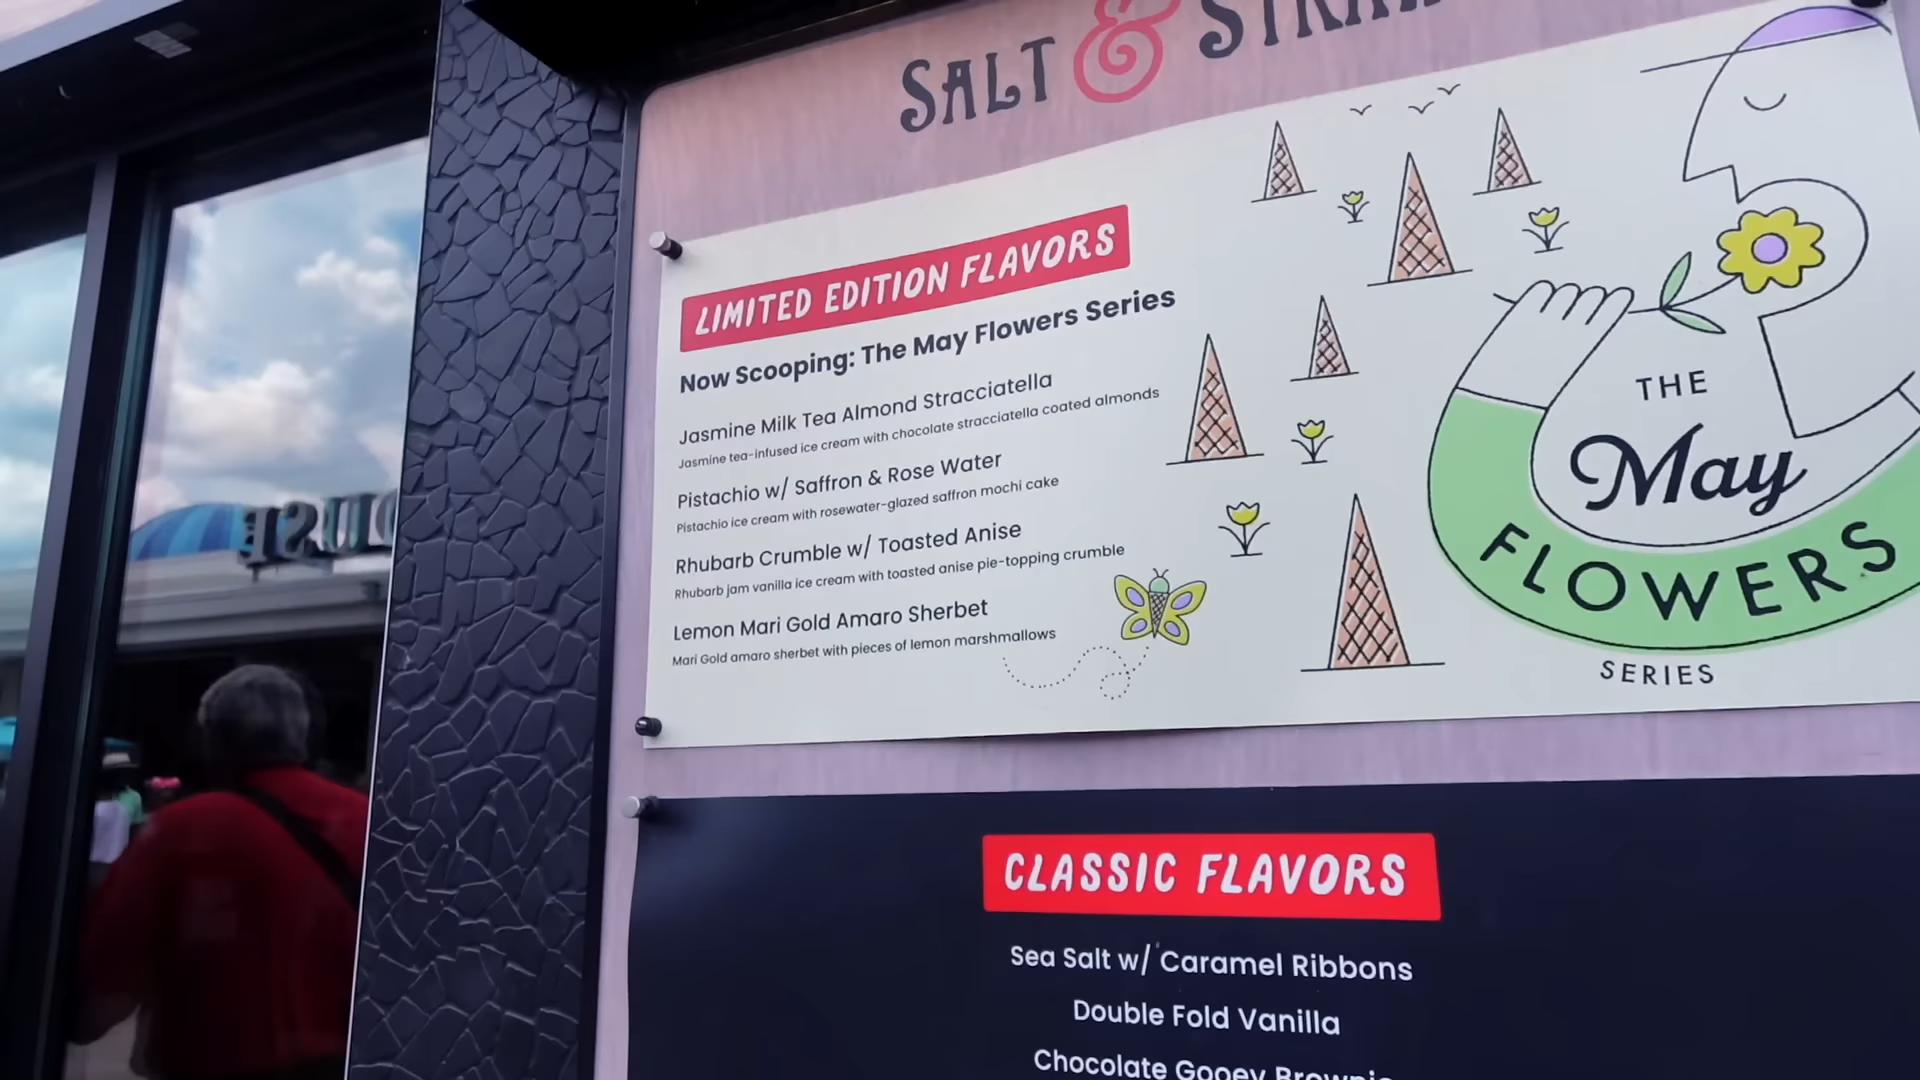 SALT & STRAW
LIMITED EDITION FLAVORS
Now Scooping: The May Flowers Series
Jasmine Milk Tea Almond Stracciatella
Jasmine tea-infused ice cream with chocolate stracciatella coated almonds
Pistachio w/ Saffron & Rose Water
Pistachio ice cream with rosewater-glazed saffron mochi cake
Rhubarb Crumble w/ Toasted Anise
Rhubarb jam vanilla ice cream with toasted anise pie-topping crumble
Lemon Mari Gold Amaro Sherbet
Mari Gold amaro sherbet with pieces of lemon marshmallows
THE
May
FLOWERS
SERIES
CLASSIC FLAVORS
Sea Salt w/ Caramel Ribbons
Double Fold Vanilla
Chocolate Gooey Brownie